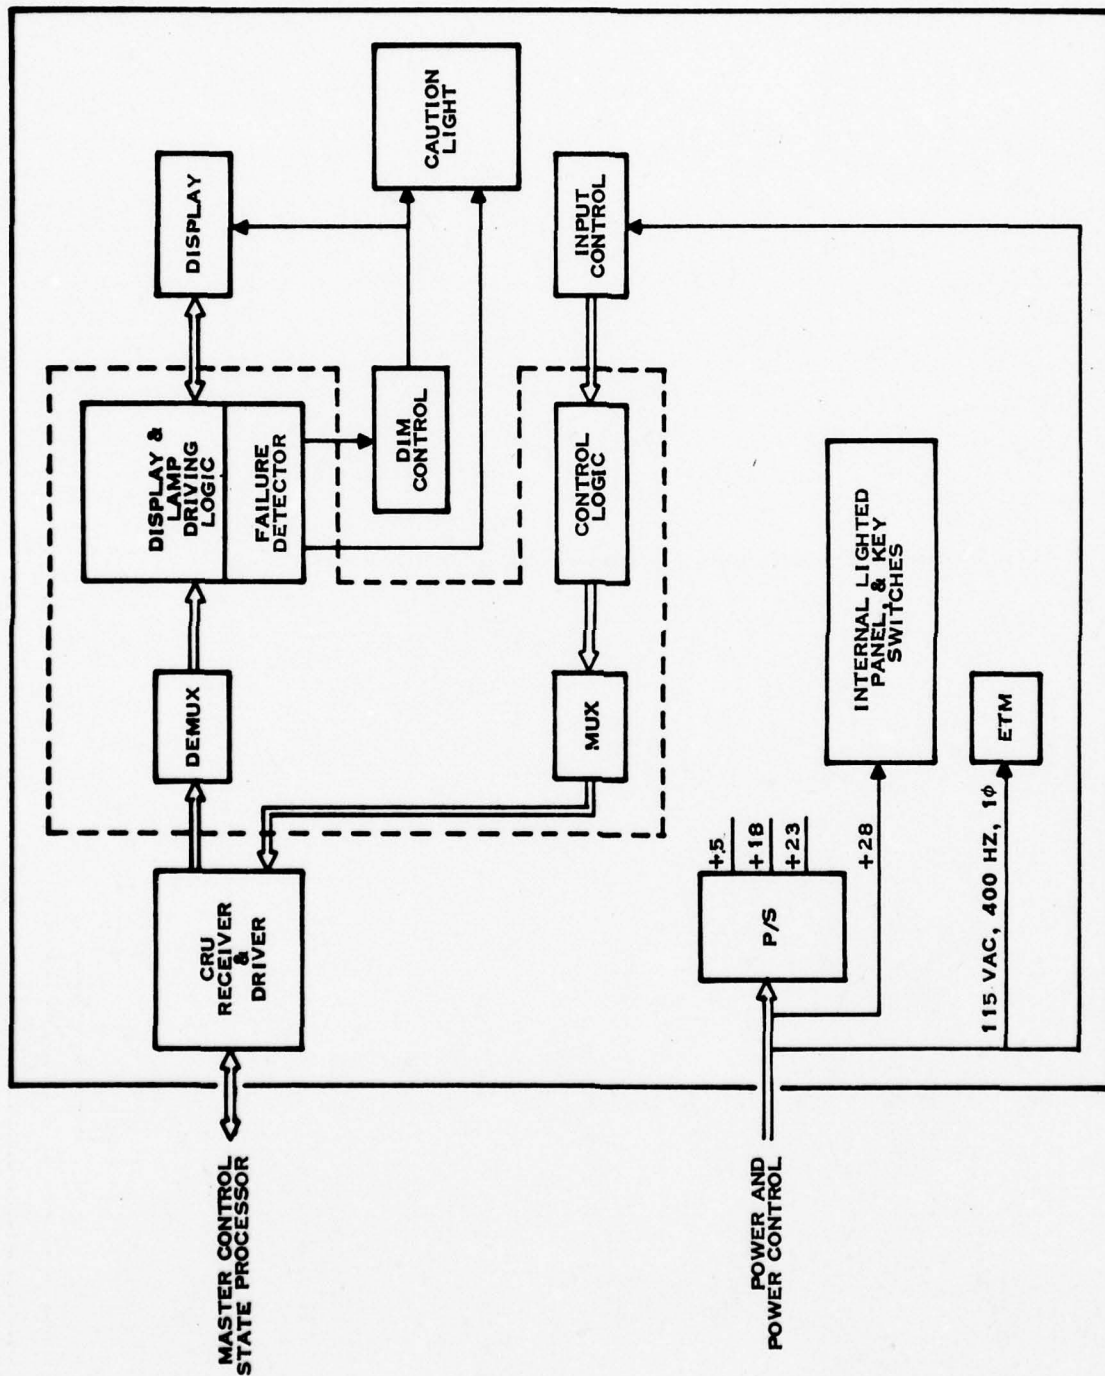 MASTER CONTROL
STATE PROCESSOR
CRU
RECEIVER
&
DRIVER
DEMUX
DISPLAY &
LAMP
DRIVING
LOGIC
FAILURE
DETECTOR
DISPLAY
CAUTION
LIGHT
DIM
CONTROL
MUX
CONTROL
LOGIC
INPUT
CONTROL
POWER AND
POWER CONTROL
P/S
+5
+18
+23
+28
INTERNAL LIGHTED
PANEL, & KEY
SWITCHES
115 VAC, 400 HZ, 1ϕ
ETM